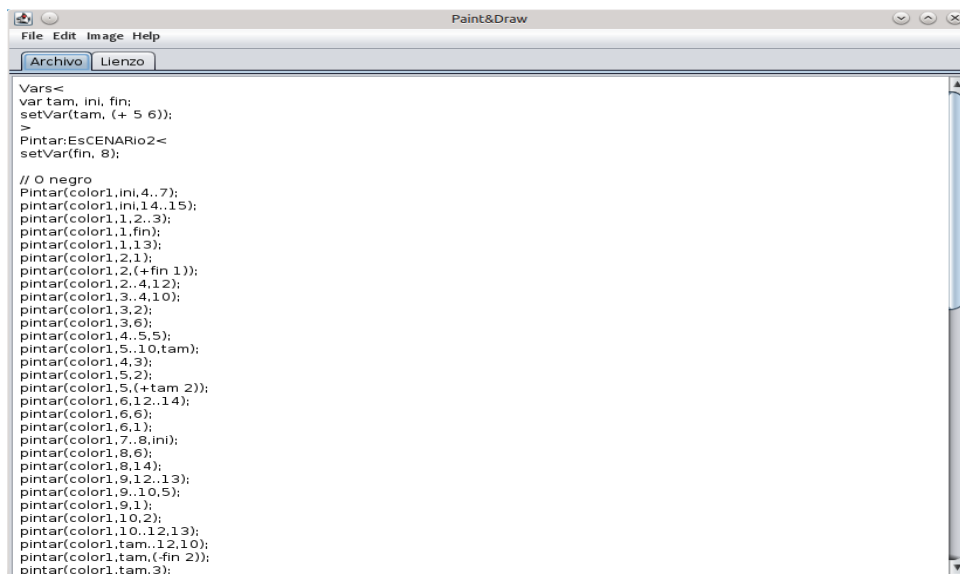 Paint&Draw
File Edit Image Help
Archivo Lienzo
Vars<
var tam, ini, fin;
setVar(tam, (+ 5 6));
>
Pintar:EsCENARio2<
setVar(fin, 8);
// O negro
Pintar(color1,ini,4..7);
pintar(color1,ini,14..15);
pintar(color1,1,2..3);
pintar(color1,1,fin);
pintar(color1,1,13);
pintar(color1,2,1);
pintar(color1,2,(+fin 1));
pintar(color1,2..4,12);
pintar(color1,3..4,10);
pintar(color1,3,2);
pintar(color1,3,6);
pintar(color1,4..5,5);
pintar(color1,5..10,tam);
pintar(color1,4,3);
pintar(color1,5,2);
pintar(color1,5,(+tam 2));
pintar(color1,6,12..14);
pintar(color1,6,6);
pintar(color1,6,1);
pintar(color1,7..8,ini);
pintar(color1,8,6);
pintar(color1,8,14);
pintar(color1,9,12..13);
pintar(color1,9..10,5);
pintar(color1,9,1);
pintar(color1,10,2);
pintar(color1,10..12,13);
pintar(color1,tam..12,10);
pintar(color1,tam,(-fin 2));
pintar(color1,tam,3);